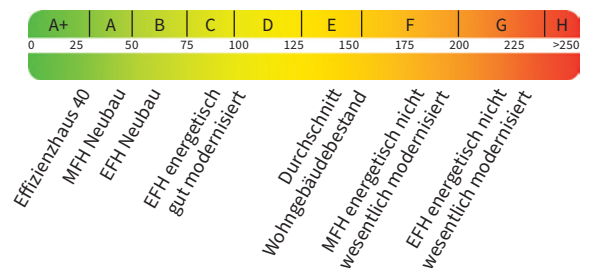 A+ A B C D E F G H
0 25 50 75 100 125 150 175 200 225 >250
Effizienzhaus 40
MFH Neubau
EFH Neubau
EFH energetisch
gut modernisiert
Durchschnitt
Wohngebäudebestand
MFH energetisch nicht
wesentlich modernisiert
EFH energetisch nicht
wesentlich modernisiert